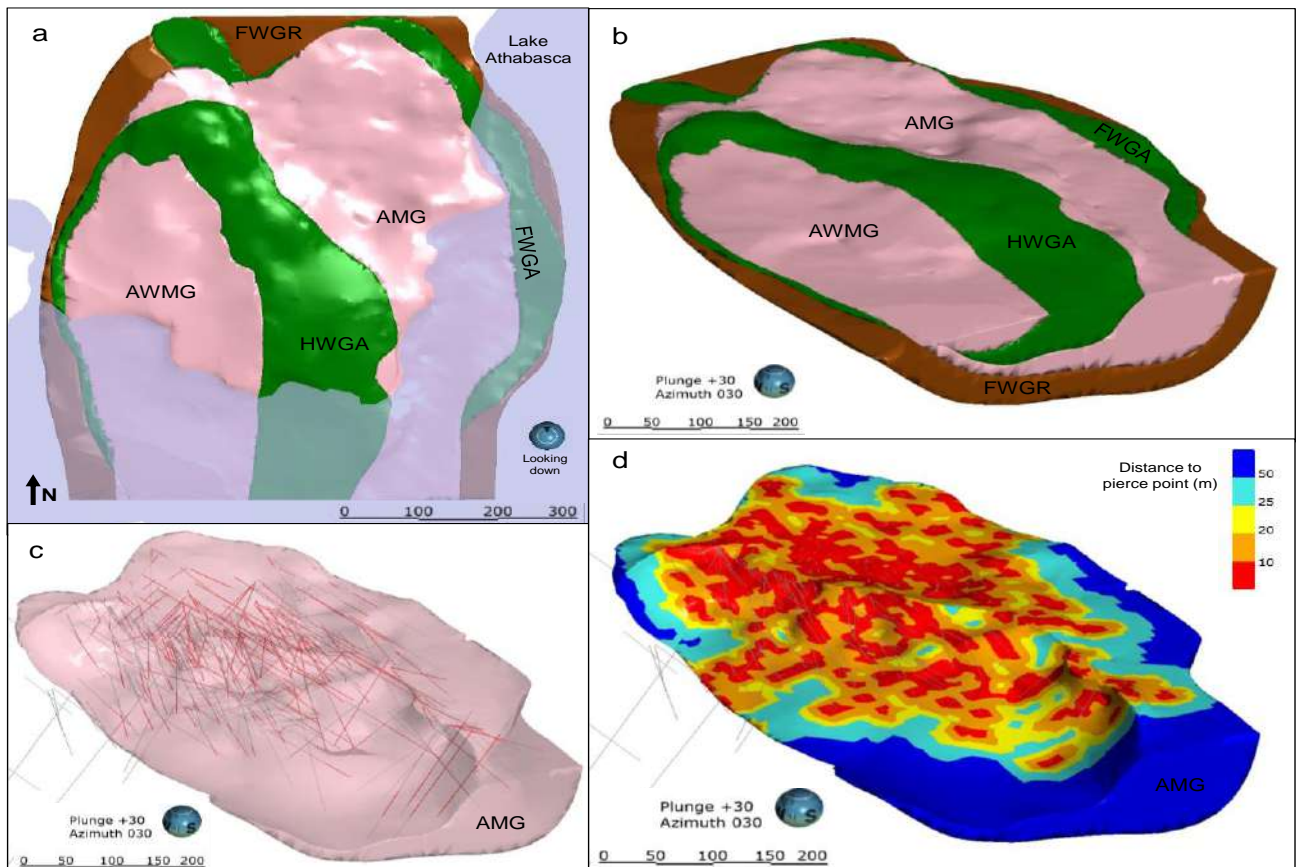 a
FWGR
Lake
Athabasca
AMG
FWGA
AWMG
HWGA
Looking
down
N
0 100 200 300
b
AMG
FWGA
AWMG
HWGA
FWGR
Plunge +30
Azimuth 030
S
0 50 100 150 200
c
AMG
Plunge +30
Azimuth 030
S
0 50 100 150 200
d
Distance to
pierce point (m)
50
25
20
10
AMG
Plunge +30
Azimuth 030
S
0 50 100 150 200